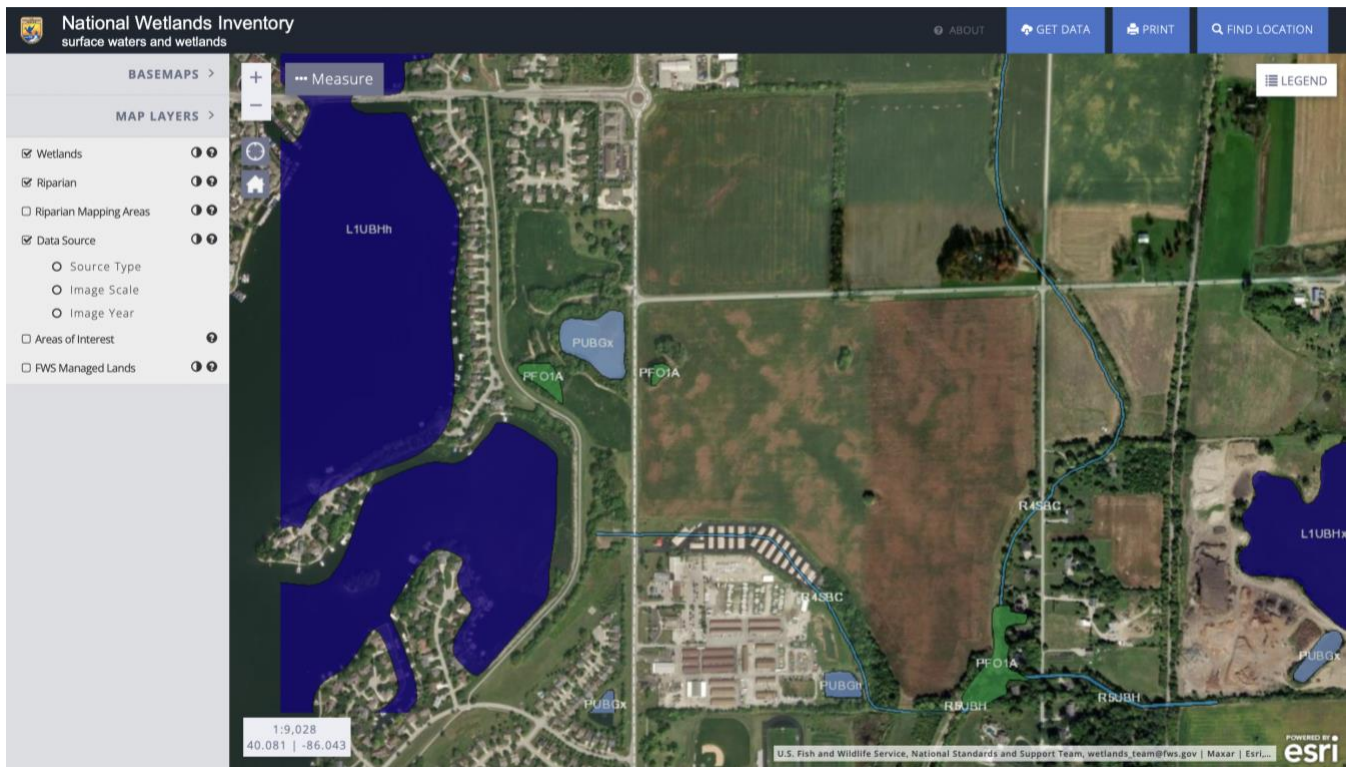 National Wetlands Inventory
surface waters and wetlands
ABOUT
GET DATA
PRINT
FIND LOCATION
BASEMAPS >
MAP LAYERS >
Wetlands
Riparian
Riparian Mapping Areas
Data Source
Source Type
Image Scale
Image Year
Areas of Interest
FWS Managed Lands
+
Measure
−
LEGEND
L1UBHh
PUBGx
PFO1A
PFO1A
R4SBC
L1UBHx
R4SBC
PFO1A
PUBGx
PUBGh
PUBGx
R5UBH
R5UBH
1:9,028
40.081 | -86.043
U.S. Fish and Wildlife Service, National Standards and Support Team, wetlands_team@fws.gov | Maxar | Esri,...
POWERED BY
esri